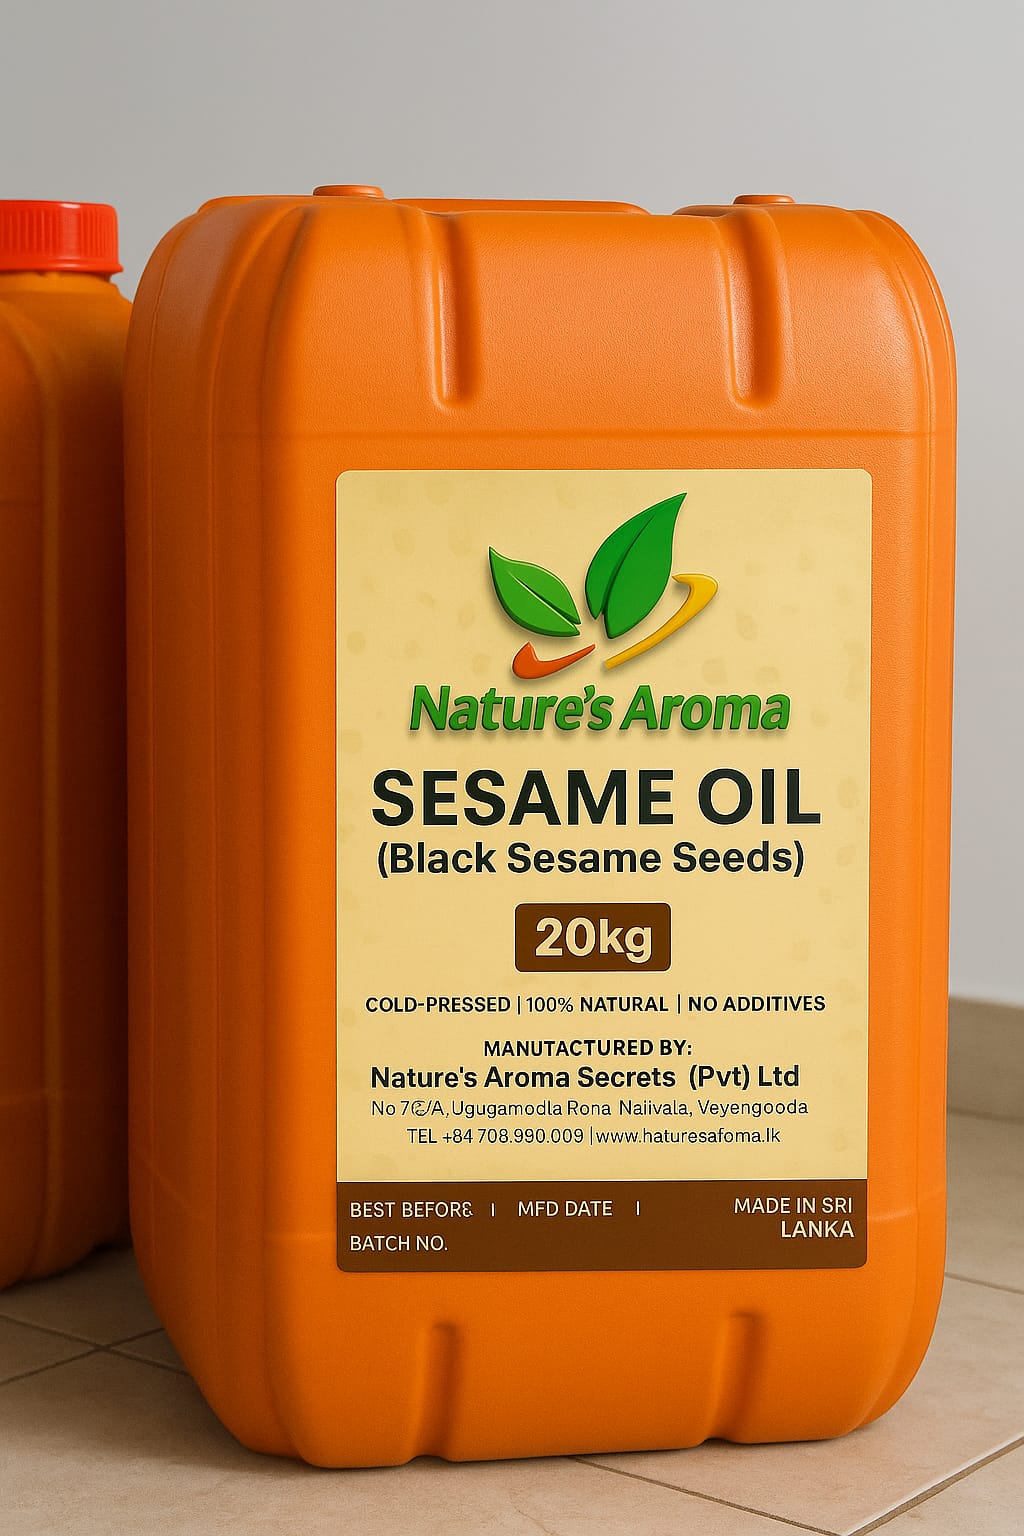 Nature's Aroma
SESAME OIL
(Black Sesame Seeds)
20kg
COLD-PRESSED | 100% NATURAL | NO ADDITIVES
MANUTACTURED BY:
Nature's Aroma Secrets (Pvt) Ltd
No Ugugamodla Rona Naiivala, Veyengooda
TEL +84 708.990.009 | www.haturesafoma.lk
BEST BEFORE | MFD DATE |
BATCH NO.
MADE IN SRI
LANKA